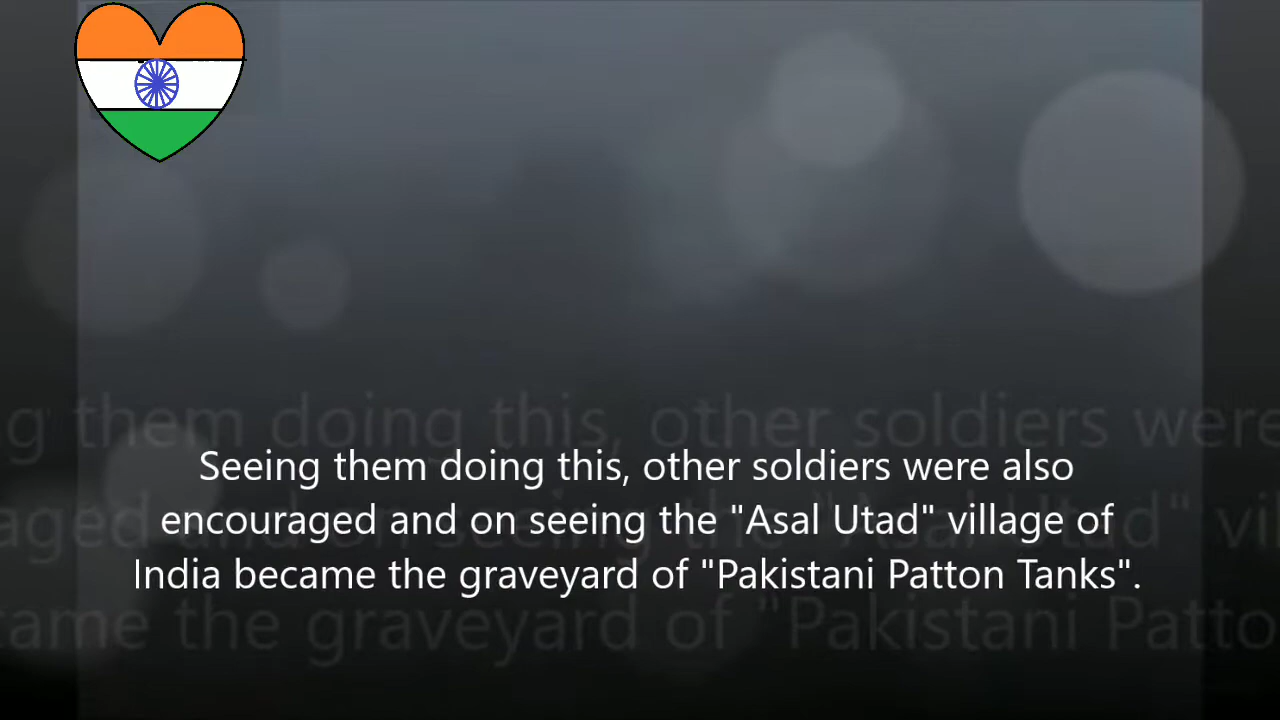 Seeing them doing this, other soldiers were also
encouraged and on seeing the "Asal Utad" village of
India became the graveyard of "Pakistani Patton Tanks".